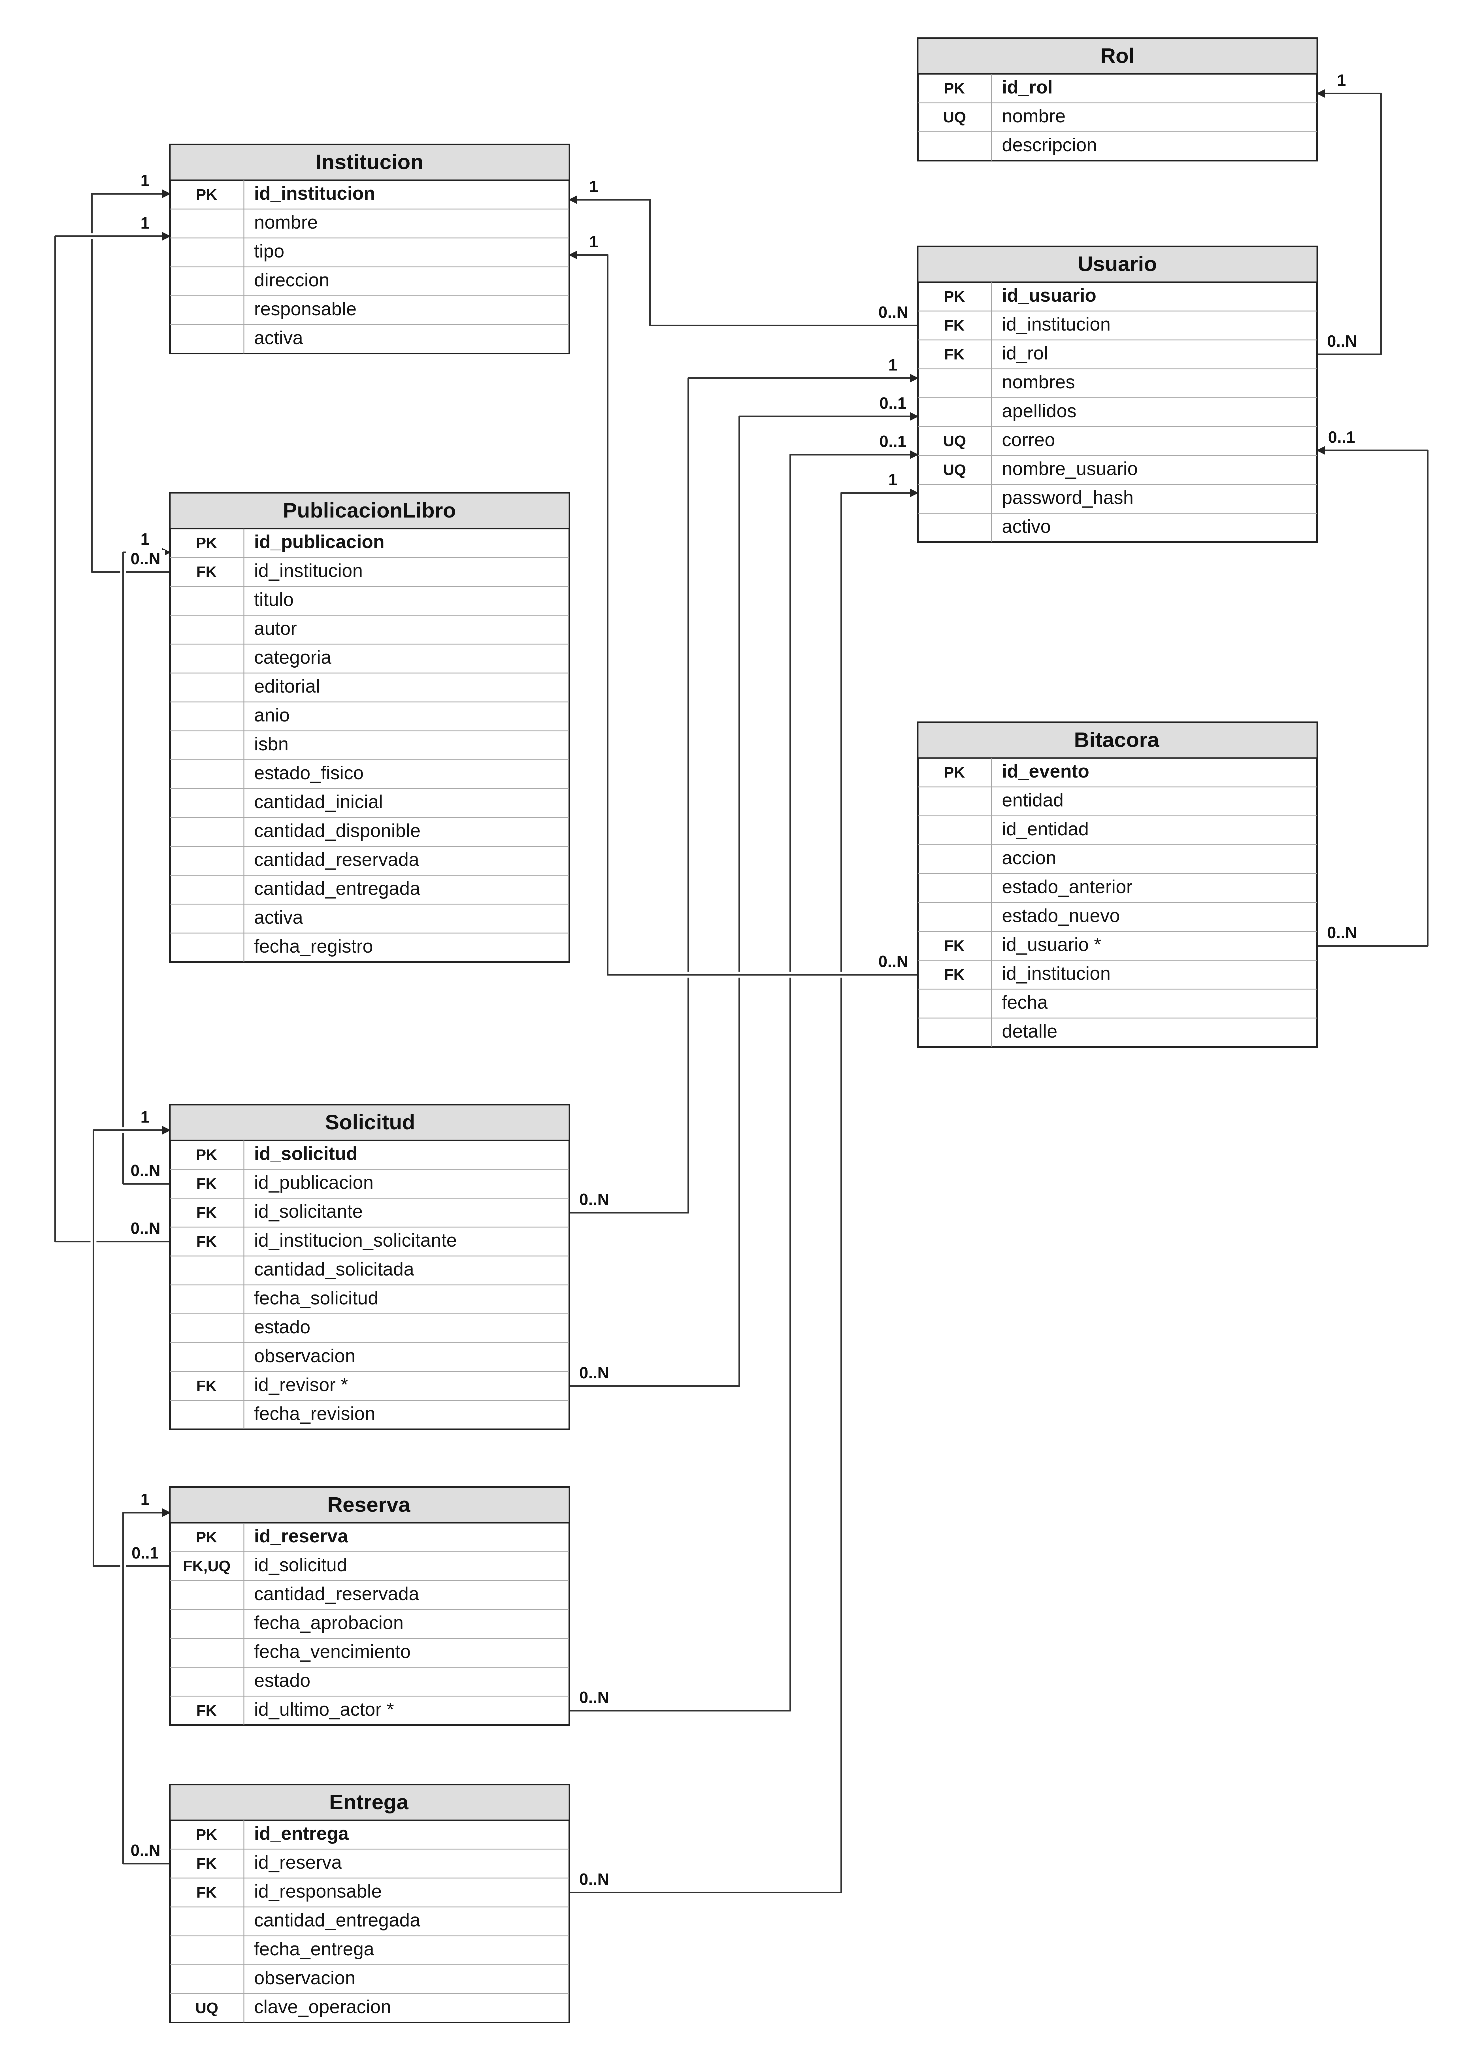 Rol
PK id_rol
UQ nombre
descripcion
1
Institucion
PK id_institucion
nombre
tipo
direccion
responsable
activa
1
1
1
1
Usuario
PK id_usuario
FK id_institucion
FK id_rol
nombres
apellidos
UQ correo
UQ nombre_usuario
password_hash
activo
0..N
0..N
1
0..1
0..1
1
0..1
PublicacionLibro
PK id_publicacion
FK id_institucion
titulo
autor
categoria
editorial
anio
isbn
estado_fisico
cantidad_inicial
cantidad_disponible
cantidad_reservada
cantidad_entregada
activa
fecha_registro
1
0..N
Bitacora
PK id_evento
entidad
id_entidad
accion
estado_anterior
estado_nuevo
FK id_usuario *
FK id_institucion
fecha
detalle
0..N
0..N
Solicitud
PK id_solicitud
FK id_publicacion
FK id_solicitante
FK id_institucion_solicitante
cantidad_solicitada
fecha_solicitud
estado
observacion
FK id_revisor *
fecha_revision
1
0..N
0..N
0..N
0..N
Reserva
PK id_reserva
FK,UQ id_solicitud
cantidad_reservada
fecha_aprobacion
fecha_vencimiento
estado
FK id_ultimo_actor *
1
0..1
0..N
Entrega
PK id_entrega
FK id_reserva
FK id_responsable
cantidad_entregada
fecha_entrega
observacion
UQ clave_operacion
0..N
0..N